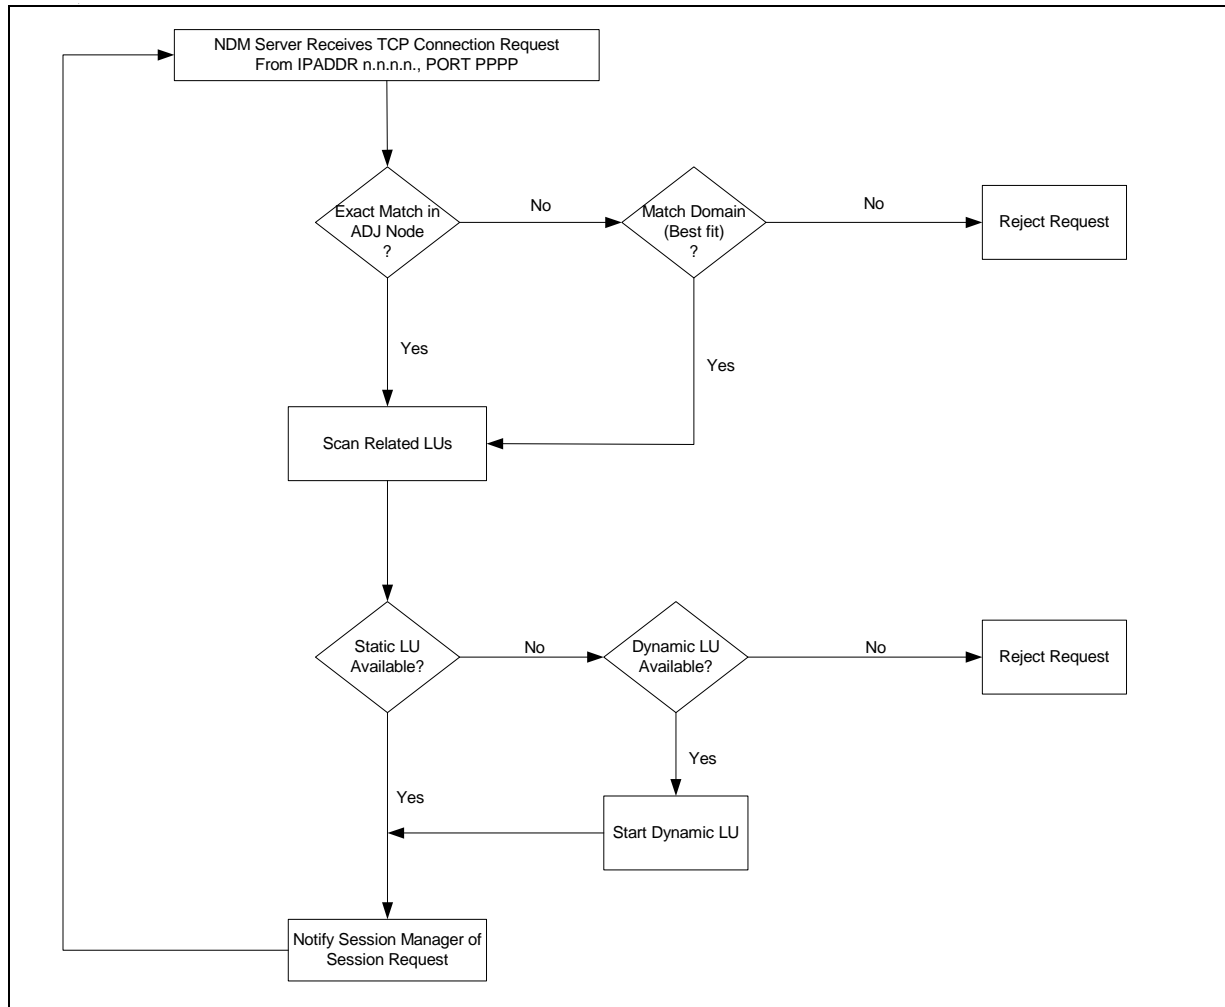 NDM Server Receives TCP Connection Request
From IPADDR n.n.n.n., PORT PPPP
Exact Match in
ADJ Node
?
No
Match Domain
(Best fit)
?
No
Reject Request
Yes
Yes
Scan Related LUs
Static LU
Available?
No
Dynamic LU
Available?
No
Reject Request
Yes
Yes
Start Dynamic LU
Notify Session Manager of
Session Request